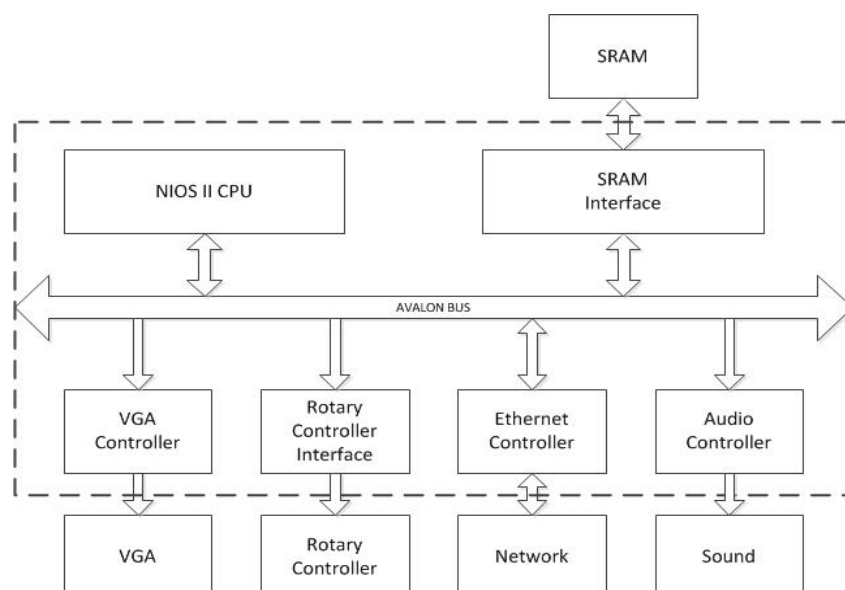 SRAM
NIOS II CPU
SRAM
Interface
AVALON BUS
VGA
Controller
Rotary
Controller
Interface
Ethernet
Controller
Audio
Controller
VGA
Rotary
Controller
Network
Sound